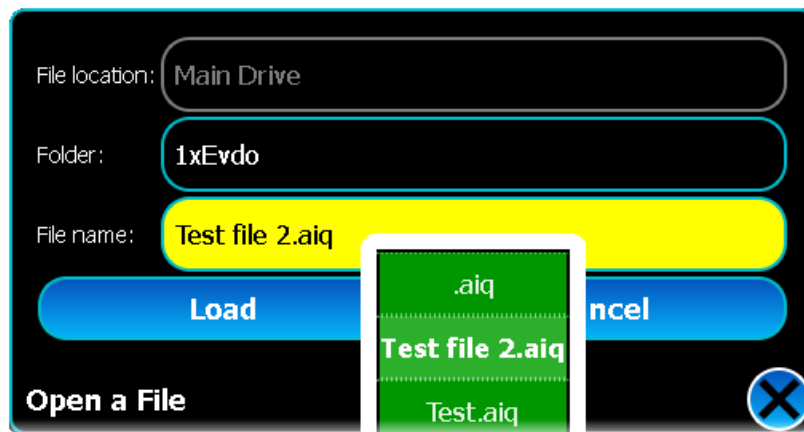 File location: Main Drive
Folder: 1xEvdo
File name: Test file 2.aiq
Load ncel
.aiq
Test file 2.aiq
Test.aiq
Open a File